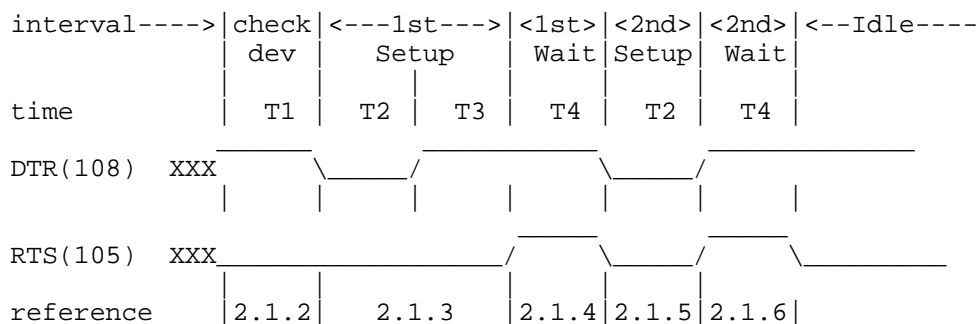 interval---->|check|<---1st--->|<1st>|<2nd>|<2nd>|<--Idle----
| dev | Setup | Wait|Setup| Wait|
time | T1 | T2 | T3 | T4 | T2 | T4 |
DTR(108) XXX
RTS(105) XXX
reference |2.1.2| 2.1.3 |2.1.4|2.1.5|2.1.6|